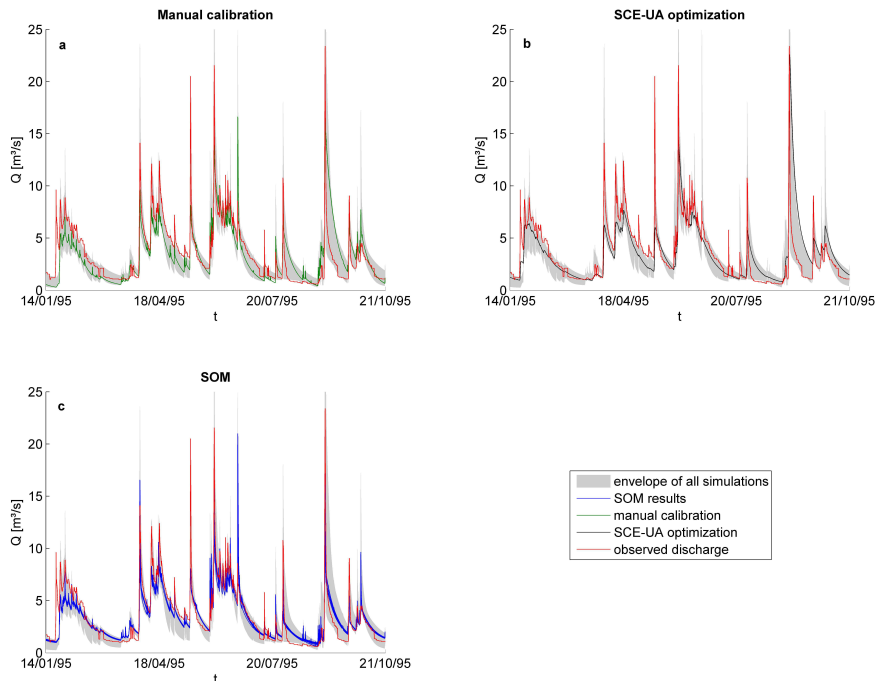 Manual calibration
a
Q [m³/s]
25
20
15
10
5
0
14/01/95 18/04/95 20/07/95 21/10/95
t
SCE-UA optimization
b
Q [m³/s]
25
20
15
10
5
0
14/01/95 18/04/95 20/07/95 21/10/95
t
SOM
c
Q [m³/s]
25
20
15
10
5
0
14/01/95 18/04/95 20/07/95 21/10/95
t
envelope of all simulations
SOM results
manual calibration
SCE-UA optimization
observed discharge